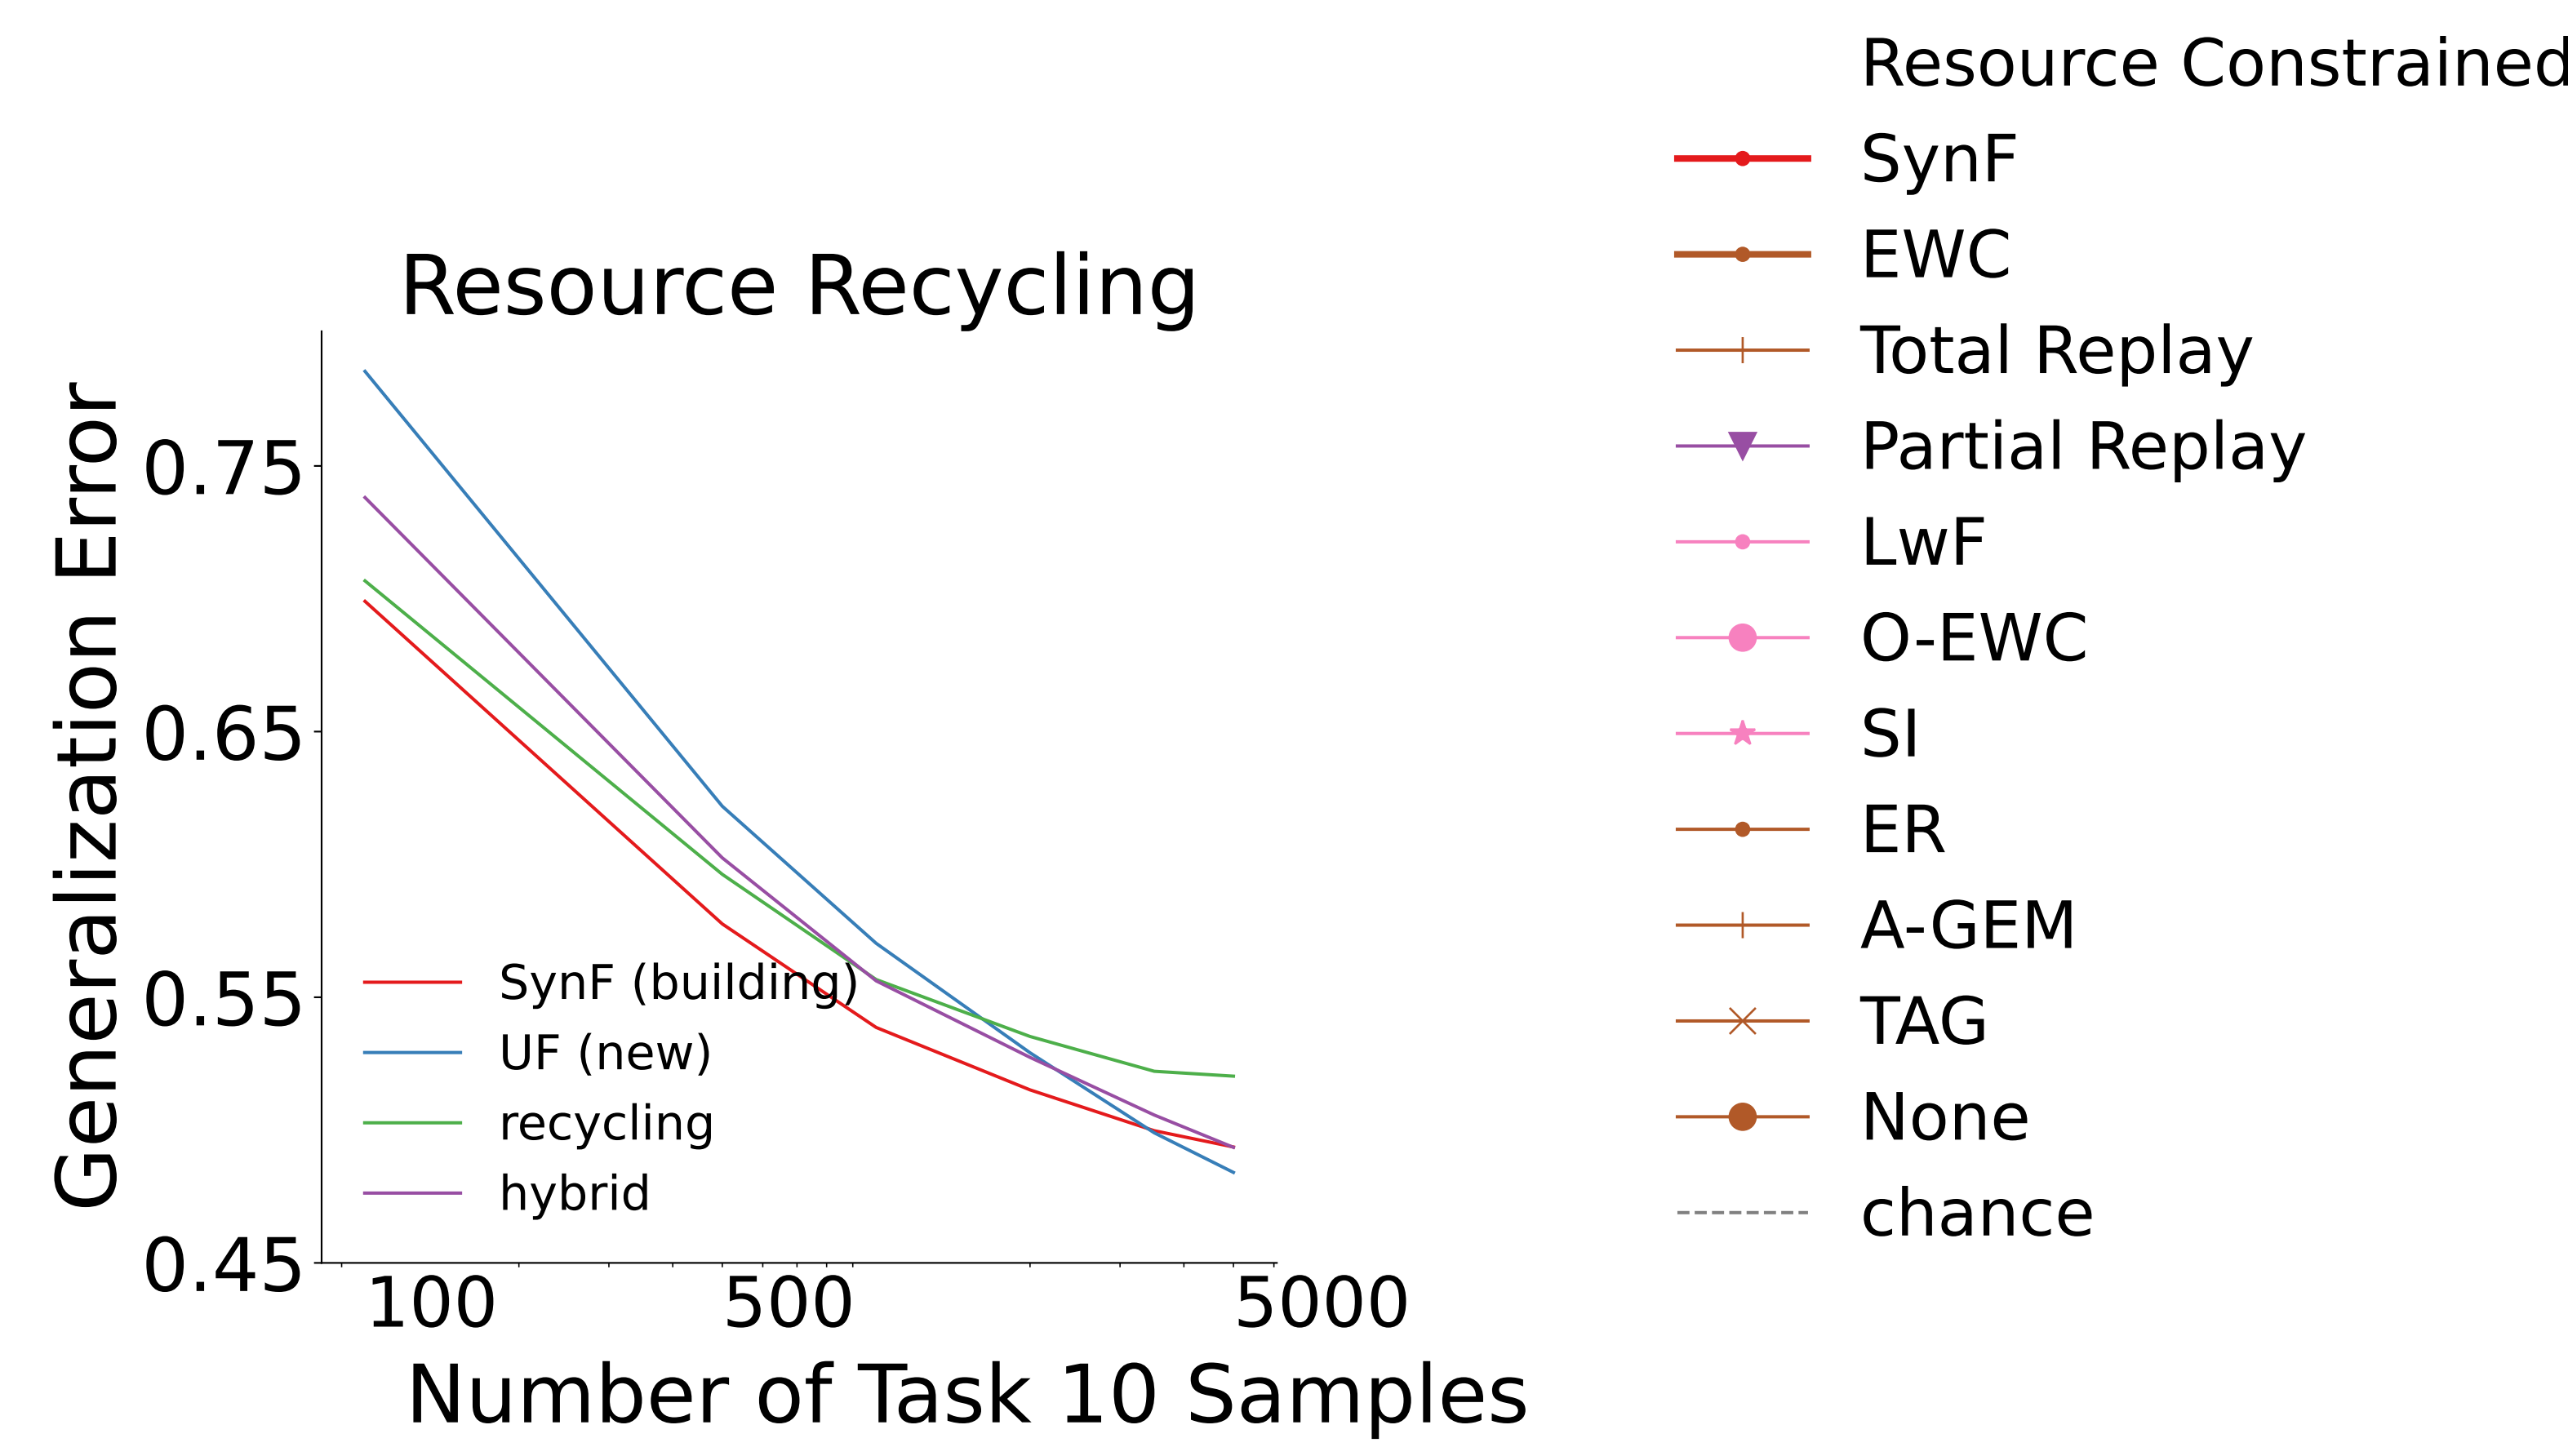 Resource Recycling
Generalization Error
0.75
0.65
0.55
0.45
SynF (building)
UF (new)
recycling
hybrid
100
500
5000
Number of Task 10 Samples
Resource Constrained
SynF
EWC
Total Replay
Partial Replay
LwF
O-EWC
SI
ER
A-GEM
TAG
None
chance